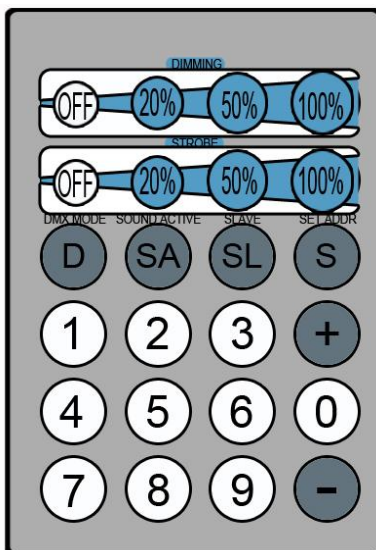 DIMMING
OFF 20% 50% 100%
STROBE
OFF 20% 50% 100%
DMX MODE SOUND ACTIVE SLAVE SET ADDR
D SA SL S
1 2 3 +
4 5 6 0
7 8 9 -